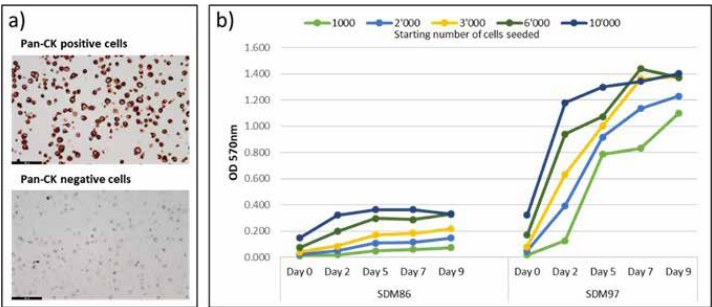 a)
Pan-CK positive cells
Pan-CK negative cells
b)
1000 2'000 3'000 6'000 10'000
Starting number of cells seeded
OD 570nm
1.600
1.400
1.200
1.000
0.800
0.600
0.400
0.200
0.000
Day 0 Day 2 Day 5 Day 7 Day 9 Day 0 Day 2 Day 5 Day 7 Day 9
SDM86 SDM97